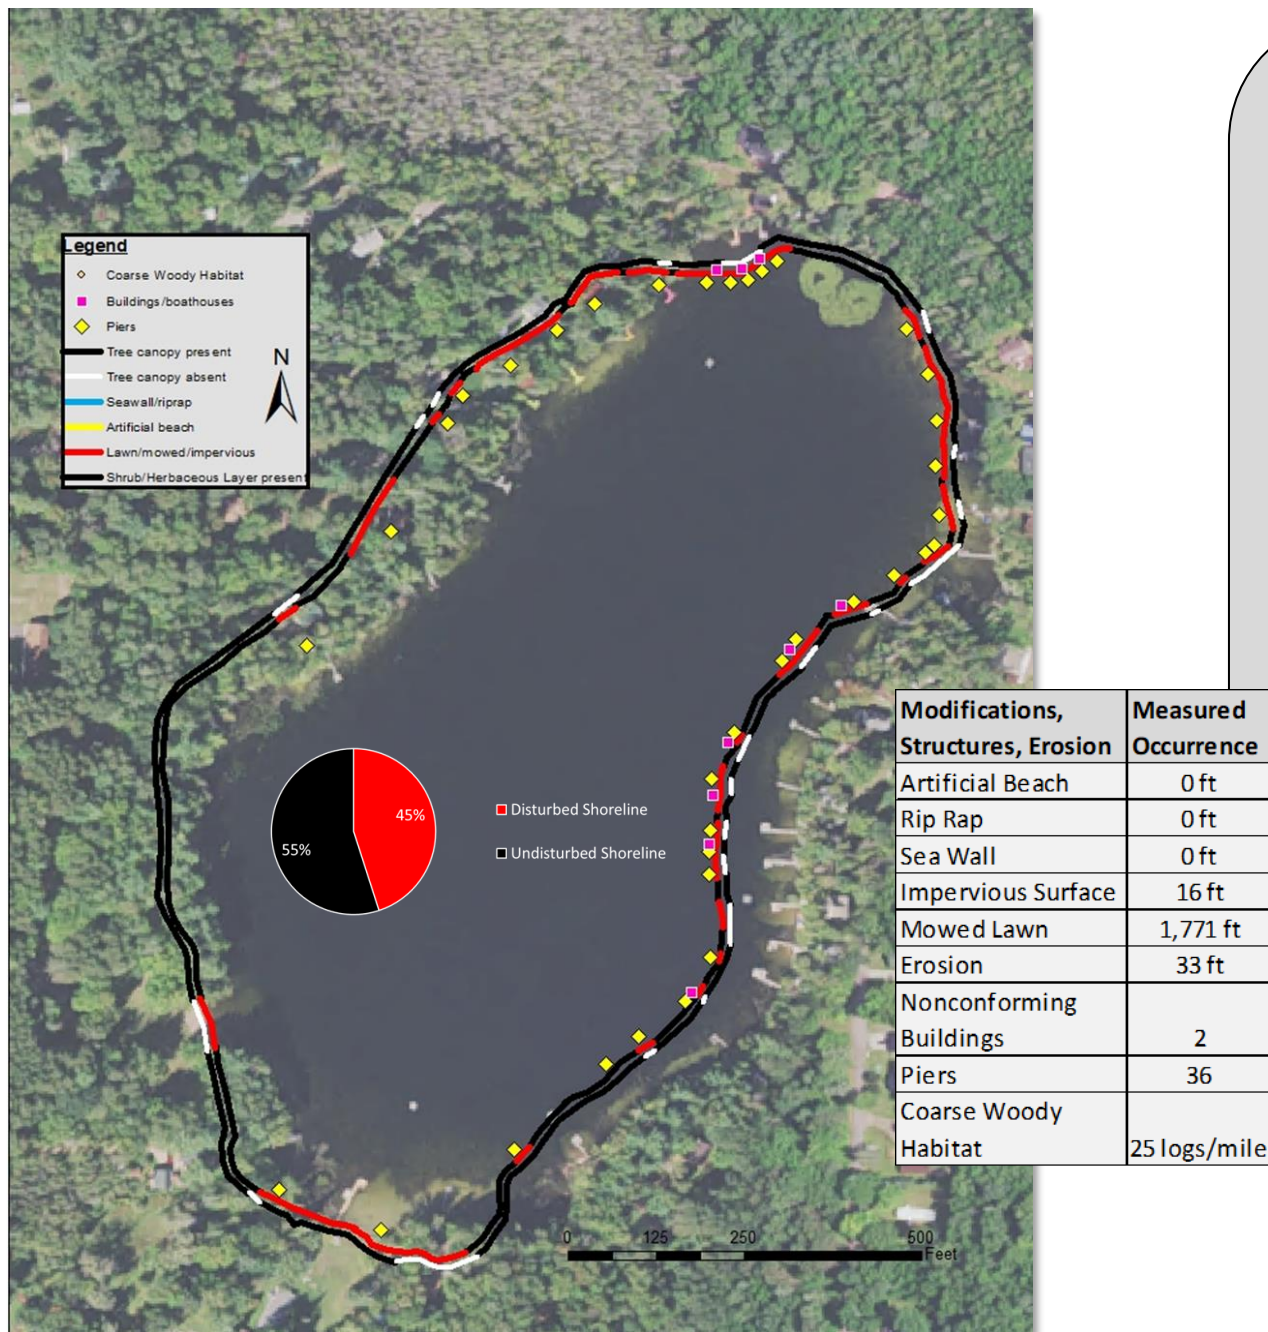 Legend
Coarse Woody Habitat
Buildings/boathouses
Piers
Tree canopy present
Tree canopy absent
Seawall/riprap
Artificial beach
Lawn/mowed/impervious
Shrub/Herbaceous Layer present
N
45%
55%
Disturbed Shoreline
Undisturbed Shoreline
Modifications, Structures, Erosion Measured Occurrence
Artificial Beach 0 ft
Rip Rap 0 ft
Sea Wall 0 ft
Impervious Surface 16 ft
Mowed Lawn 1,771 ft
Erosion 33 ft
Nonconforming
Buildings 2
Piers 36
Coarse Woody
Habitat 25 logs/mile
0 125 250 500
Feet